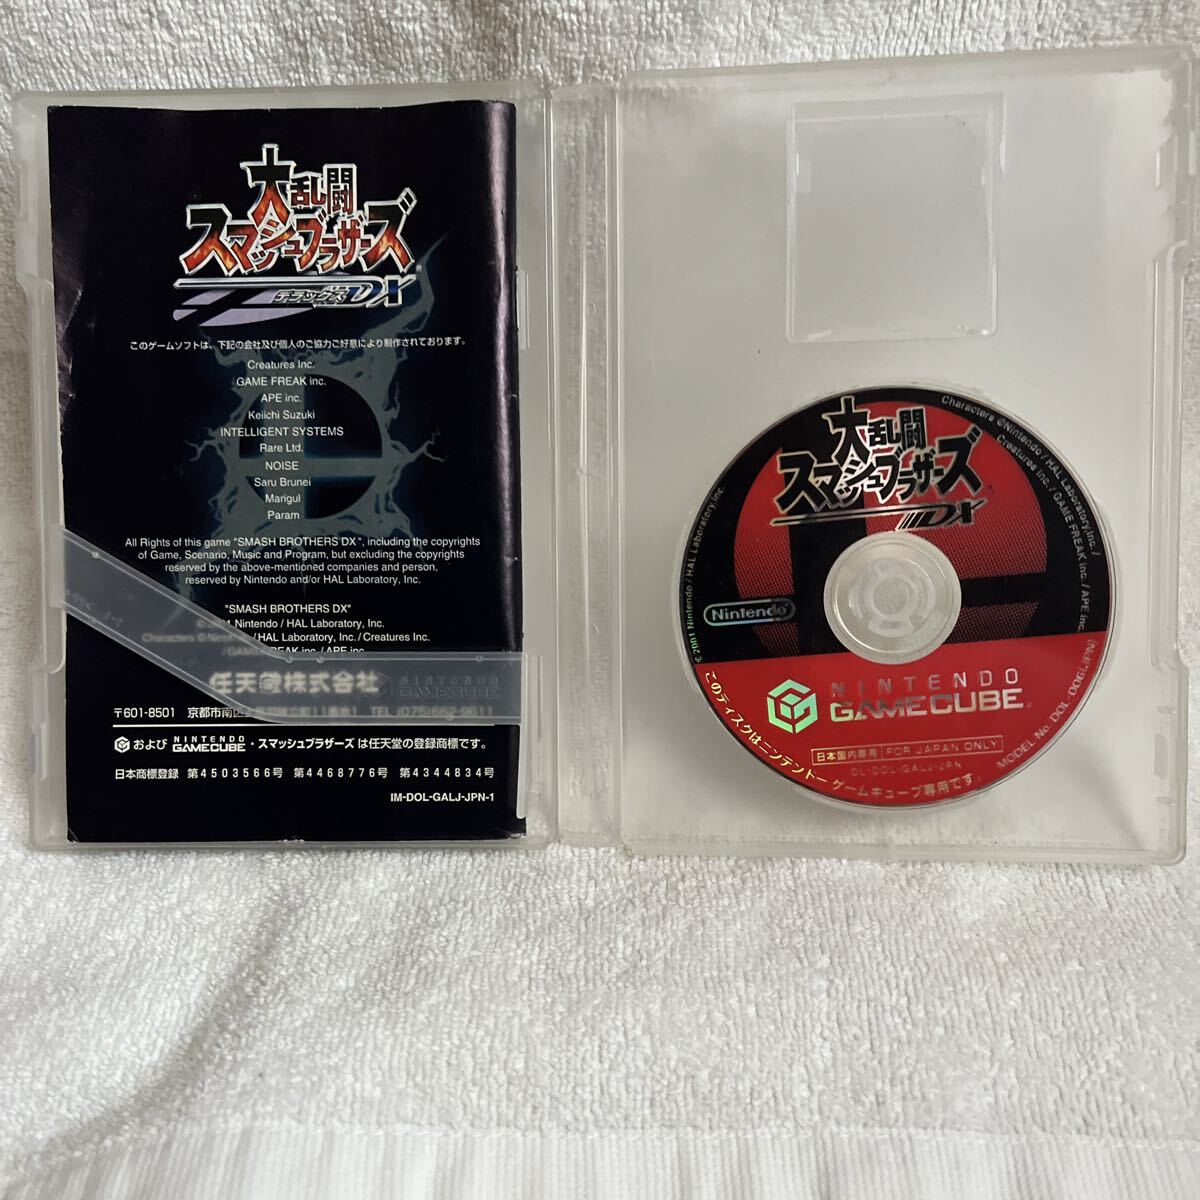 大乱闘
スマッシュブラザーズ
デラックスDX
このゲームソフトは、下記の会社及び個人のご協力ご好意により制作されております。
Creatures Inc.
GAME FREAK inc.
APE inc.
Keiichi Suzuki
INTELLIGENT SYSTEMS
Rare Ltd.
NOISE
Saru Brunei
Marigul
Param
All Rights of this game "SMASH BROTHERS DX", including the copyrights
of Game, Scenario, Music and Program, but excluding the copyrights
reserved by the above-mentioned companies and person,
reserved by Nintendo and/or HAL Laboratory, Inc.
"SMASH BROTHERS DX"
© 2001 Nintendo / HAL Laboratory, Inc.
Characters © Nintendo / HAL Laboratory, Inc. / Creatures Inc.
/ GAME FREAK inc. / APE inc.
任天堂株式会社
NINTENDO
GAMECUBE
〒601-8501 京都市南区 TEL (075)662-9611
および NINTENDO GAMECUBE・スマッシュブラザーズ は任天堂の登録商標です。
日本商標登録 第4503566号 第4468776号 第4344834号
IM-DOL-GALJ-JPN-1
大乱闘
スマッシュブラザーズ
DX
Characters ©Nintendo / HAL Laboratory, Inc. /
Creatures Inc. / GAME FREAK inc. / APE inc.
© 2001 Nintendo / HAL Laboratory, Inc.
Nintendo
NINTENDO
GAMECUBE
日本国内専用 FOR JAPAN ONLY
DL-DOL-GALJ-JPN
MODEL No. DOL-006(JPN)
このディスクはニンテンドーゲームキューブ専用です。